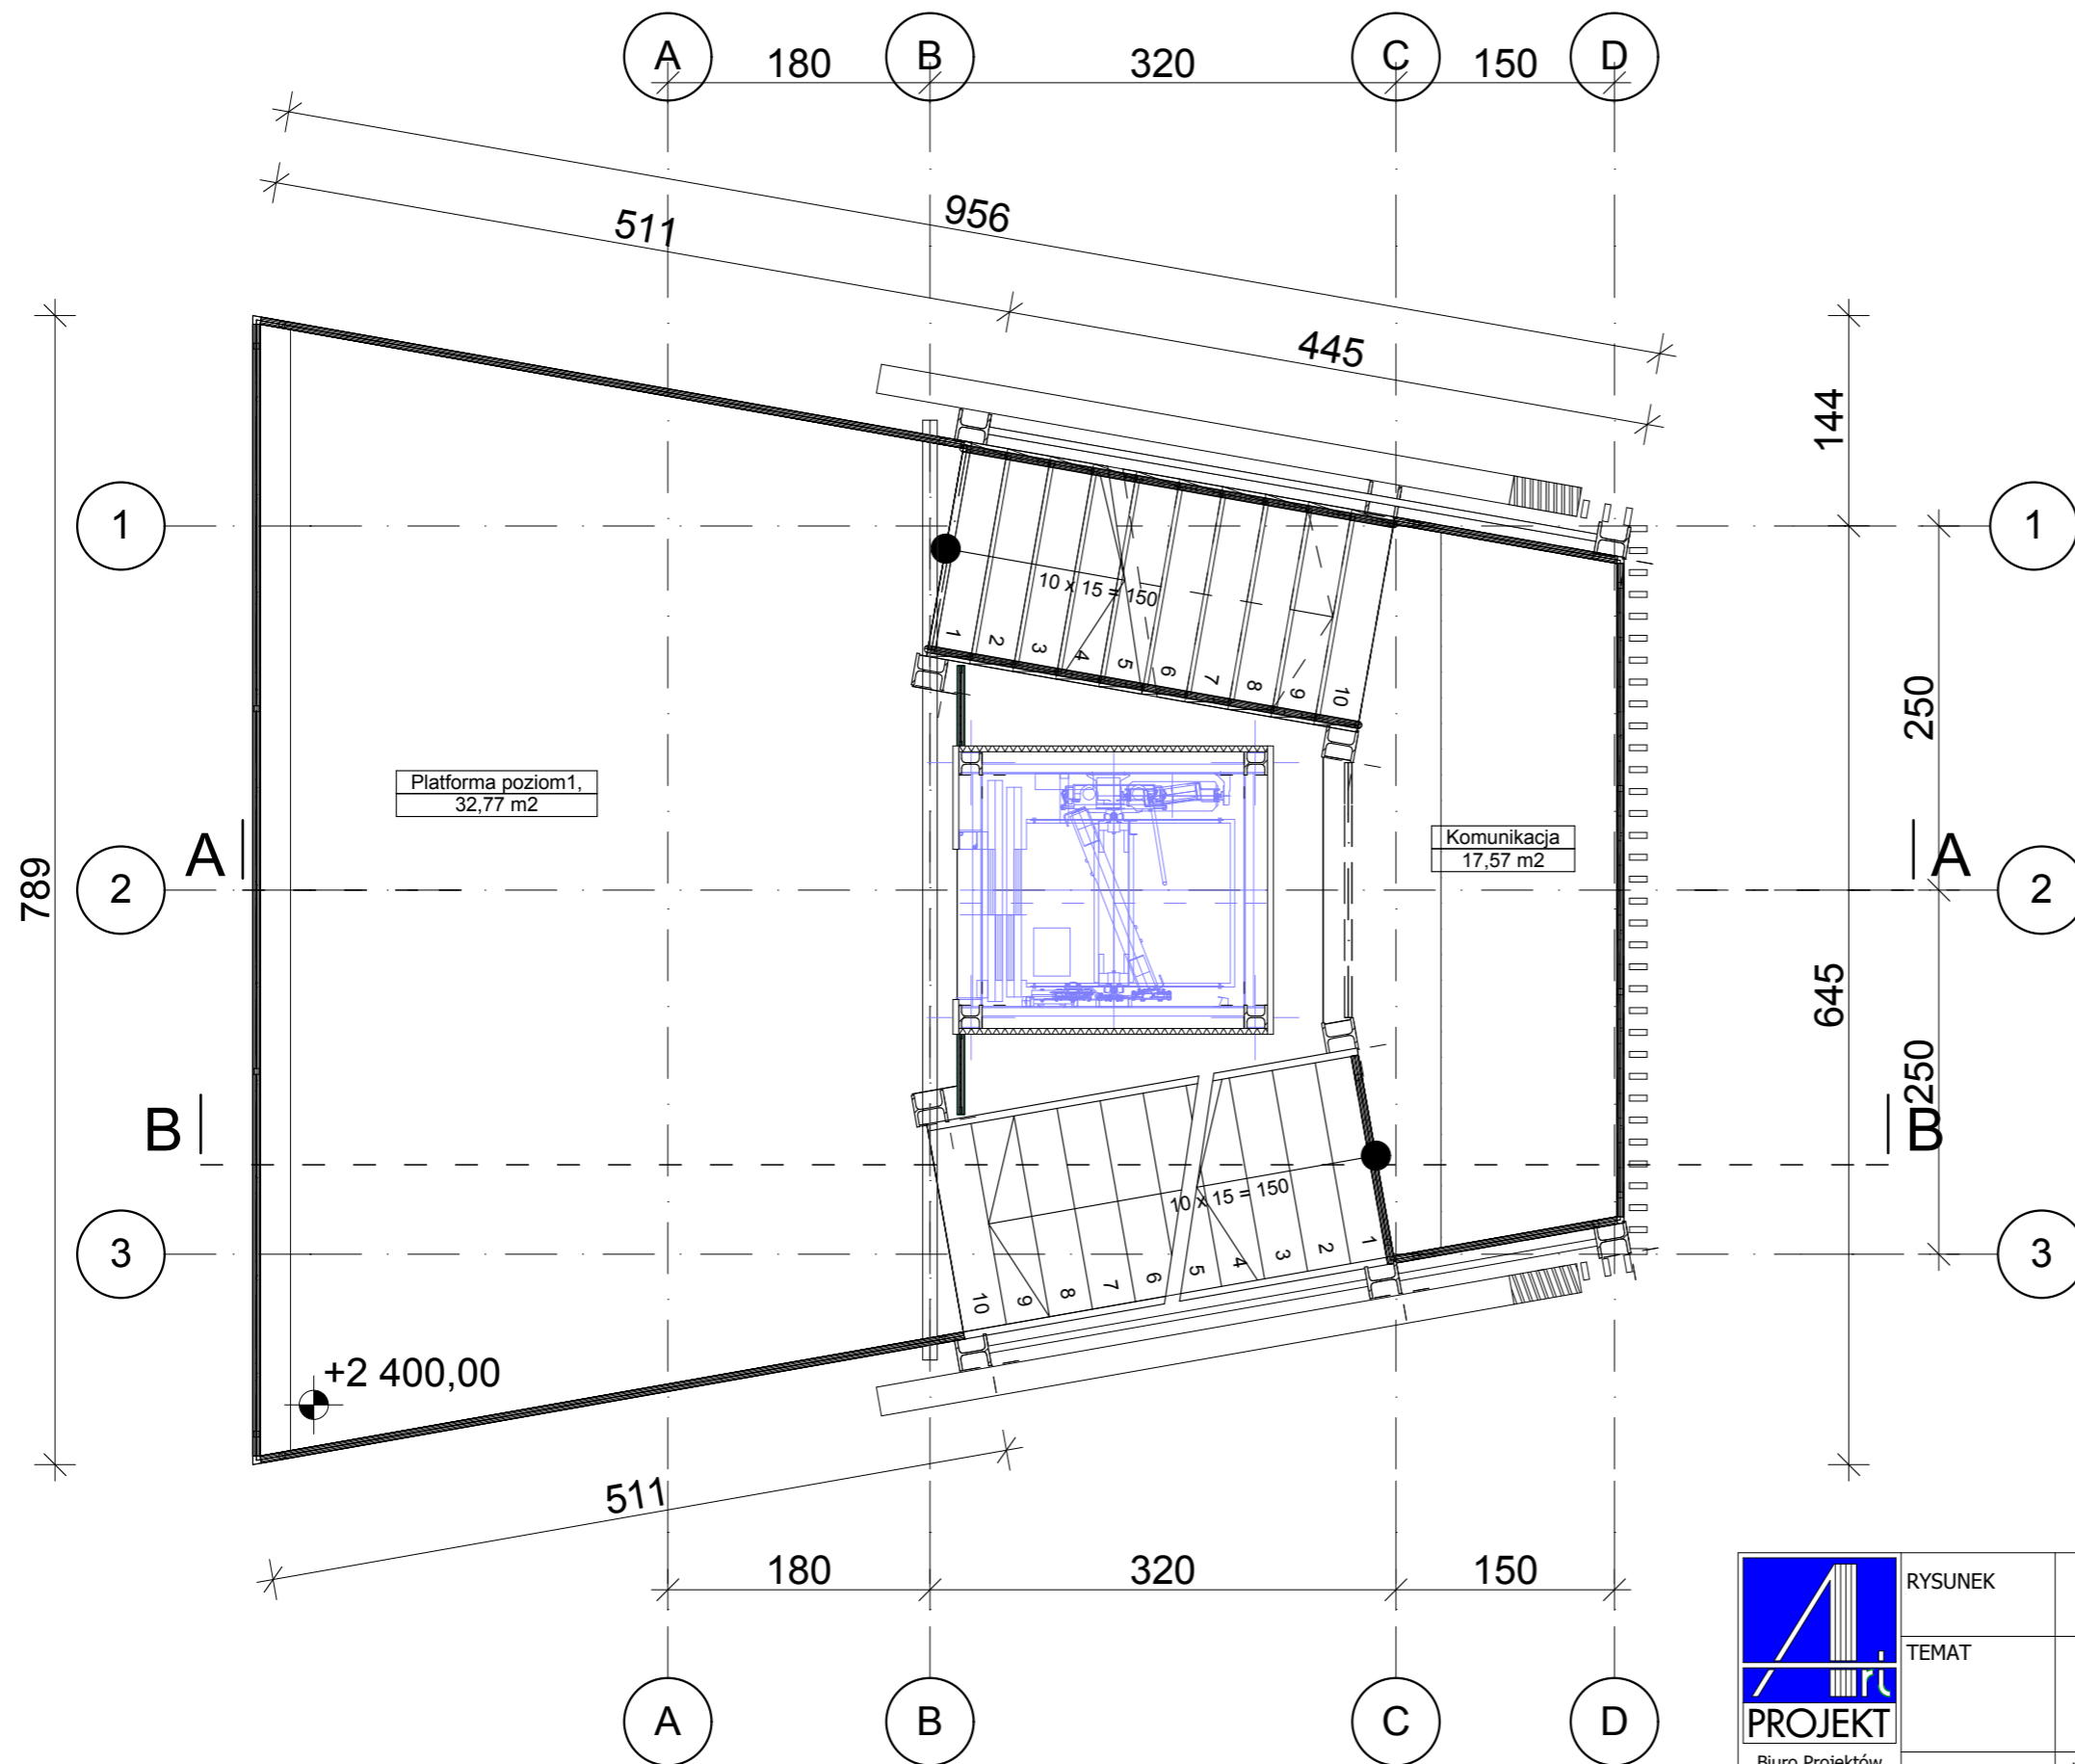 A B C D
180 320 150
956
511
445
144
1 1
10 x 15 = 150
1 2 3 4 5 6 7 8 9 10
250
Platforma poziom1,
32,77 m2
Komunikacja
17,57 m2
A A
789
2 2
645
250
B B
10 x 15 = 150
10 9 8 7 6 5 4 3 2 1
3 3
+2 400,00
511
180 320 150
RYSUNEK
TEMAT
Art
PROJEKT
Biuro Projektów
A B C D